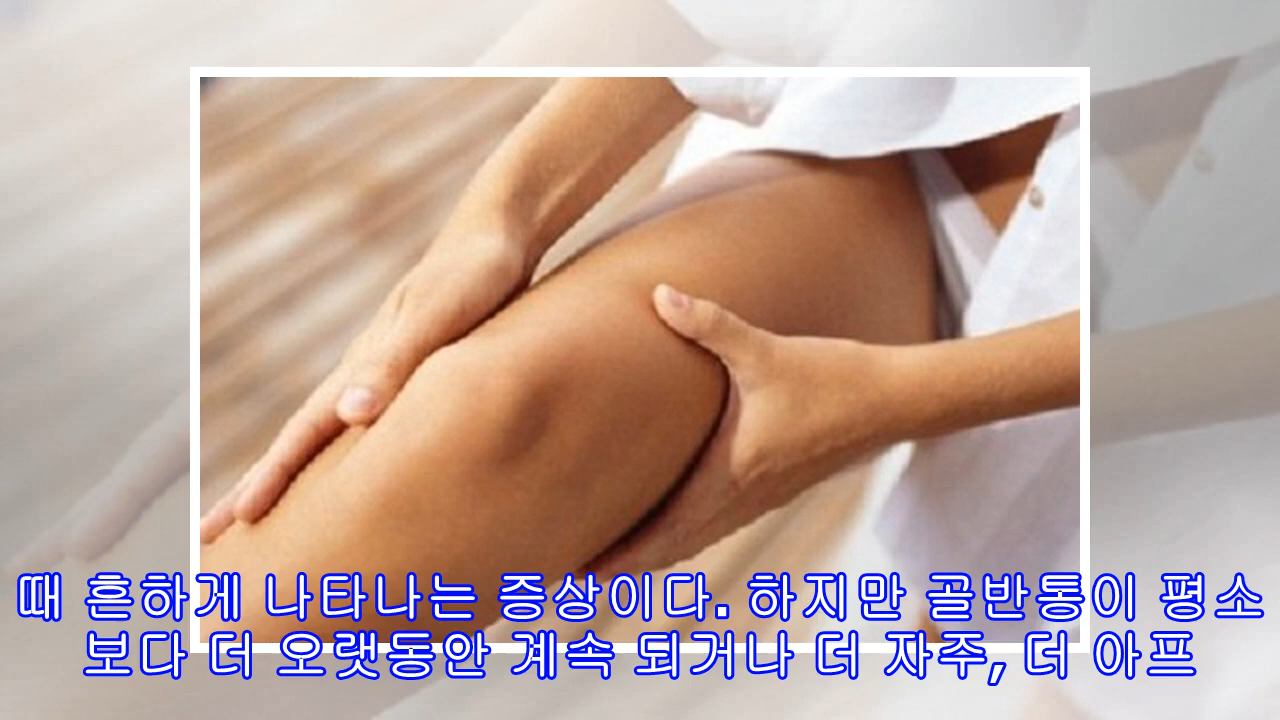 때 흔하게 나타나는 증상이다. 하지만 골반통이 평소
보다 더 오랫동안 계속 되거나 더 자주, 더 아프